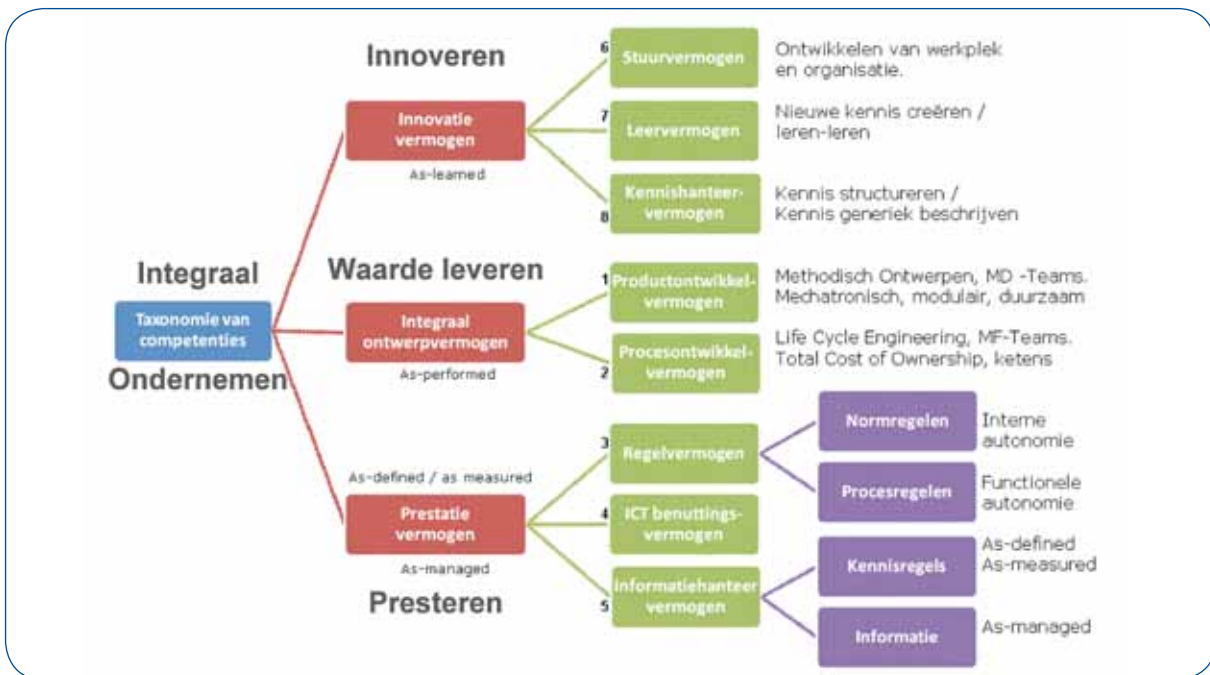 Integraal
Taxonomie van
competenties
Ondernemen
Innoveren
Innovatie
vermogen
As-learned
6
Stuurvermogen
Ontwikkelen van werkplek
en organisatie.
7
Leervermogen
Nieuwe kennis creëren /
leren-leren
8
Kennishanteer-
vermogen
Kennis structureren /
Kennis generiek beschrijven
Waarde leveren
Integraal
ontwerpvermogen
As-performed
1
Productontwikkel-
vermogen
Methodisch Ontwerpen, MD -Teams.
Mechatronisch, modulair, duurzaam
2
Procesontwikkel-
vermogen
Life Cycle Engineering, MF-Teams.
Total Cost of Ownership, ketens
As-defined / as measured
Prestatie
vermogen
As-managed
Presteren
3
Regelvermogen
Normregelen
Interne
autonomie
Procesregelen
Functionele
autonomie
4
ICT benuttings-
vermogen
5
Informatiehanteer
vermogen
Kennisregels
As-defined
As-measured
Informatie
As-managed